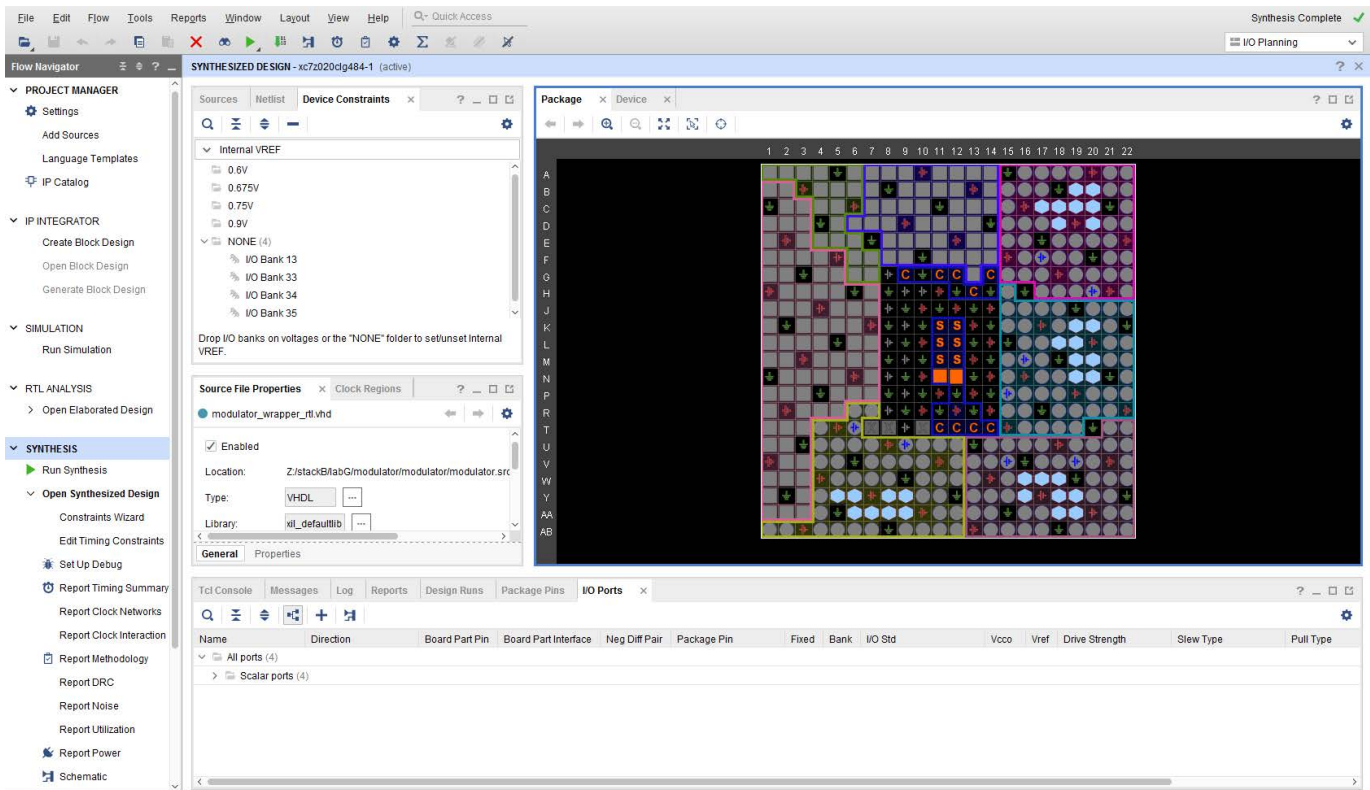 File Edit Flow Tools Reports Window Layout View Help Quick Access Synthesis Complete
I/O Planning
Flow Navigator
SYNTHESIZED DESIGN - xc7z020clg484-1 (active)
PROJECT MANAGER
Settings
Add Sources
Language Templates
IP Catalog
IP INTEGRATOR
Create Block Design
Open Block Design
Generate Block Design
SIMULATION
Run Simulation
RTL ANALYSIS
Open Elaborated Design
SYNTHESIS
Run Synthesis
Open Synthesized Design
Constraints Wizard
Edit Timing Constraints
Set Up Debug
Report Timing Summary
Report Clock Networks
Report Clock Interaction
Report Methodology
Report DRC
Report Noise
Report Utilization
Report Power
Schematic
Sources Netlist Device Constraints
Internal VREF
0.6V
0.675V
0.75V
0.9V
NONE (4)
I/O Bank 13
I/O Bank 33
I/O Bank 34
I/O Bank 35
Drop I/O banks on voltages or the "NONE" folder to set/unset Internal
VREF.
Source File Properties Clock Regions
modulator_wrapper_rtl.vhd
Enabled
Location: Z:/stackB/labG/modulator/modulator/modulator.src
Type: VHDL ...
Library: xil_defaultlib ...
General Properties
Package Device
1 2 3 4 5 6 7 8 9 10 11 12 13 14 15 16 17 18 19 20 21 22
A
B
C
D
E
F
G C C C C
H C
J
K S S
L S S
M S S
N
P
R
T C C C C
U
V
W
Y
AA
AB
Tcl Console Messages Log Reports Design Runs Package Pins I/O Ports
Name Direction Board Part Pin Board Part Interface Neg Diff Pair Package Pin Fixed Bank I/O Std Vcco Vref Drive Strength Slew Type Pull Type
All ports (4)
Scalar ports (4)